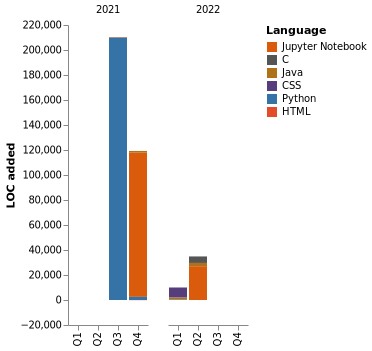 2021 2022
220,000
200,000
180,000
160,000
140,000
120,000
100,000
80,000
60,000
40,000
20,000
0
−20,000
LOC added
Q1 Q2 Q3 Q4 Q1 Q2 Q3 Q4
Language
Jupyter Notebook
C
Java
CSS
Python
HTML